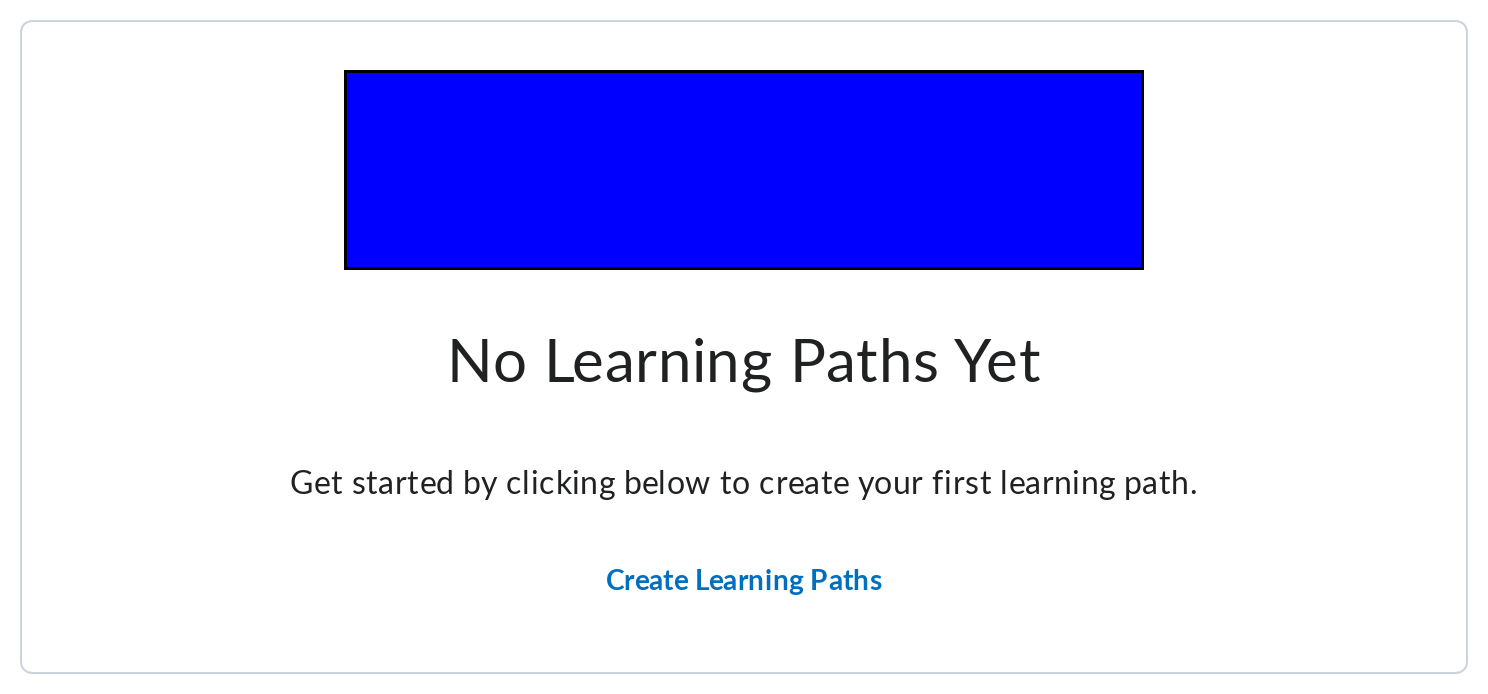 No Learning Paths Yet
Get started by clicking below to create your first learning path.
Create Learning Paths